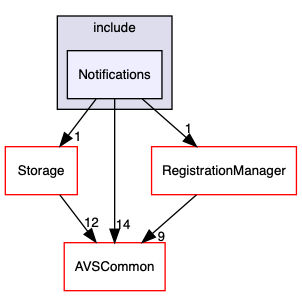 include
Notifications
1
1
Storage
RegistrationManager
12
14
9
AVSCommon